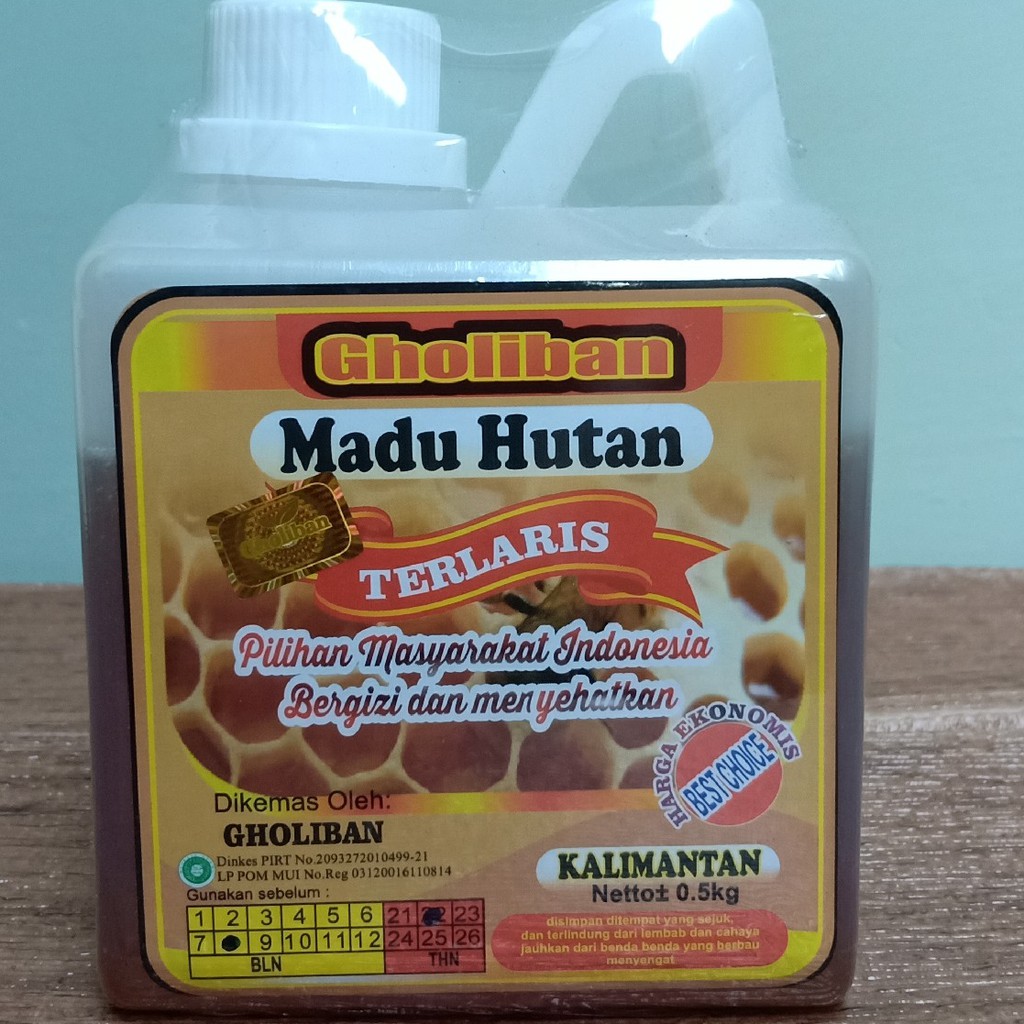 Gholiban
Madu Hutan
Gholiban
TERLARIS
Pilihan Masyarakat Indonesia
Bergizi dan menyehatkan
HARGA EKONOMIS
BEST CHOICE
Dikemas Oleh:
GHOLIBAN
Dinkes PIRT No.2093272010499-21
LP POM MUI No.Reg 03120016110814
Gunakan sebelum :
1 2 3 4 5 6 21 23
7 9 10 11 12 24 25 26
BLN THN
KALIMANTAN
Netto± 0.5kg
disimpan ditempat yang sejuk,
dan terlindung dari lembab dan cahaya
jauhkan dari benda benda yang berbau
menyengat